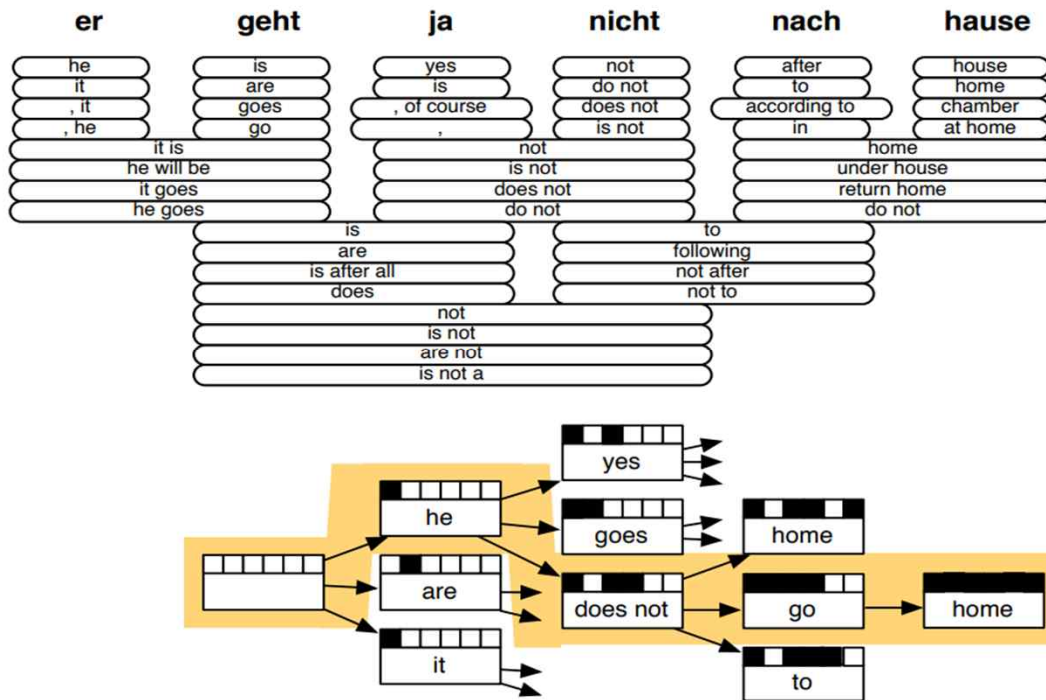 er geht ja nicht nach hause
he is yes not after house
it are is do not to home
, it goes , of course does not according to chamber
, he go , is not in at home
it is not home
he will be is not under house
it goes does not return home
he goes do not do not
is to
are following
is after all not after
does not to
not
is not
are not
is not a
yes
he goes home
are does not go home
it to